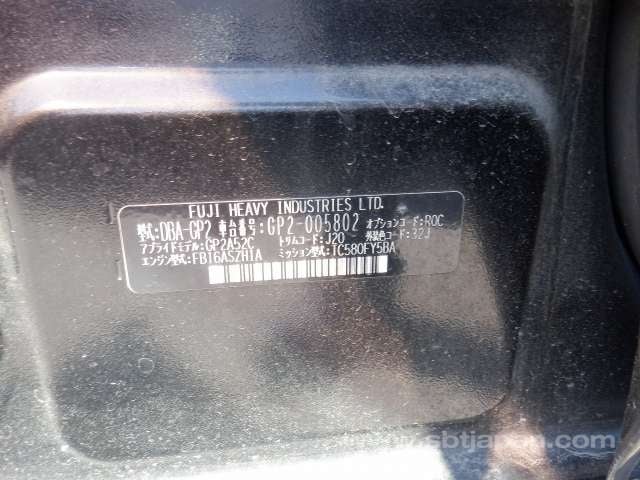 FUJI HEAVY INDUSTRIES LTD.
型式:DBA-GP2 車台番号:GP2-005802 オプションコード:ROC
アプライドモデル:GP2A52C トリムコード:J20 外装色コード:32J
エンジン型式:FB16ASZH1A ミッション型式:TC580FY5BA
www.sbtjapan.com